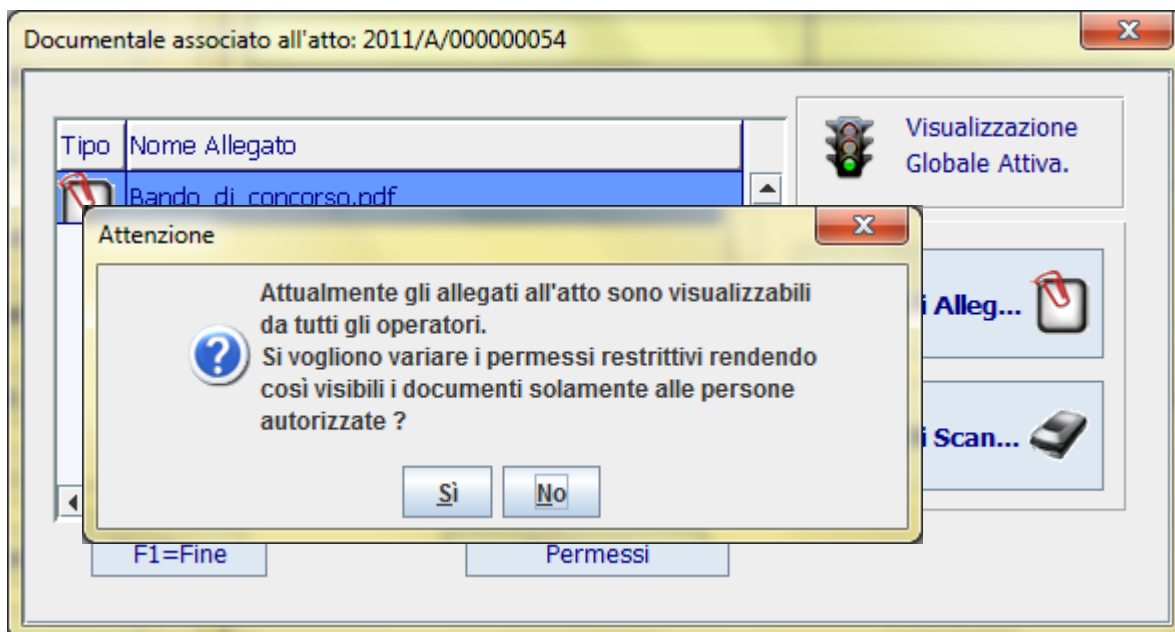 Documentale associato all'atto: 2011/A/000000054
Tipo Nome Allegato
Bando_di_concorso.pdf
Visualizzazione
Globale Attiva.
Attenzione
Attualmente gli allegati all'atto sono visualizzabili
da tutti gli operatori.
Si vogliono variare i permessi restrittivi rendendo
così visibili i documenti solamente alle persone
autorizzate ?
Sì No
i Alleg...
i Scan...
F1=Fine Permessi